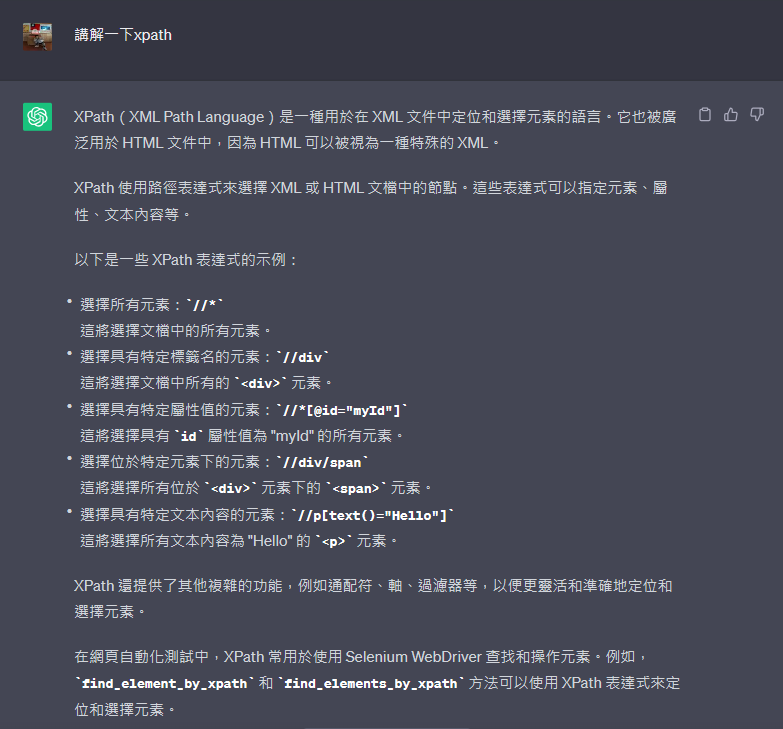 講解一下xpath
XPath（XML Path Language）是一種用於在 XML 文件中定位和選擇元素的語言。它也被廣
泛用於 HTML 文件中，因為 HTML 可以被視為一種特殊的 XML。
XPath 使用路徑表達式來選擇 XML 或 HTML 文檔中的節點。這些表達式可以指定元素、屬
性、文本內容等。
以下是一些 XPath 表達式的示例：
• 選擇所有元素：`//*`
這將選擇文檔中的所有元素。
• 選擇具有特定標籤名的元素：`//div`
這將選擇文檔中所有的 `<div>` 元素。
• 選擇具有特定屬性值的元素：`//*[@id="myId"]`
這將選擇具有 `id` 屬性值為 "myId" 的所有元素。
• 選擇位於特定元素下的元素：`//div/span`
這將選擇所有位於 `<div>` 元素下的 `<span>` 元素。
• 選擇具有特定文本內容的元素：`//p[text()="Hello"]`
這將選擇所有文本內容為 "Hello" 的 `<p>` 元素。
XPath 還提供了其他複雜的功能，例如通配符、軸、過濾器等，以便更靈活和準確地定位和
選擇元素。
在網頁自動化測試中，XPath 常用於使用 Selenium WebDriver 查找和操作元素。例如，
`find_element_by_xpath` 和 `find_elements_by_xpath` 方法可以使用 XPath 表達式來定
位和選擇元素。